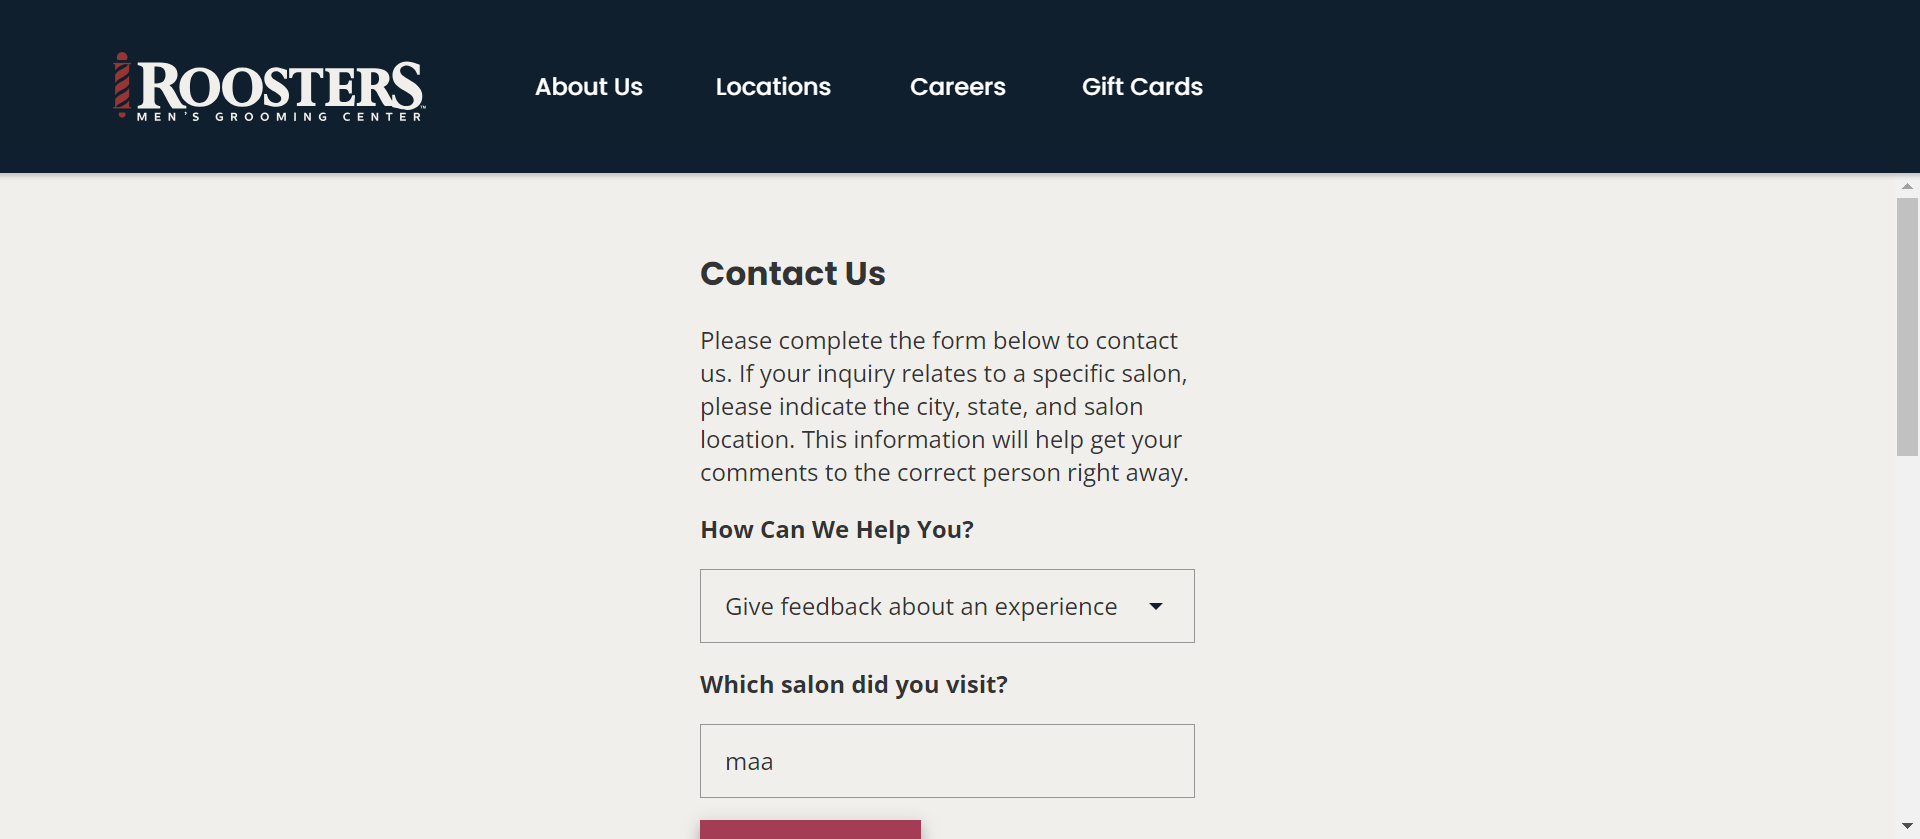 ROOSTERS™
MEN'S GROOMING CENTER
About Us
Locations
Careers
Gift Cards
Contact Us
Please complete the form below to contact
us. If your inquiry relates to a specific salon,
please indicate the city, state, and salon
location. This information will help get your
comments to the correct person right away.
How Can We Help You?
Give feedback about an experience
Which salon did you visit?
maa